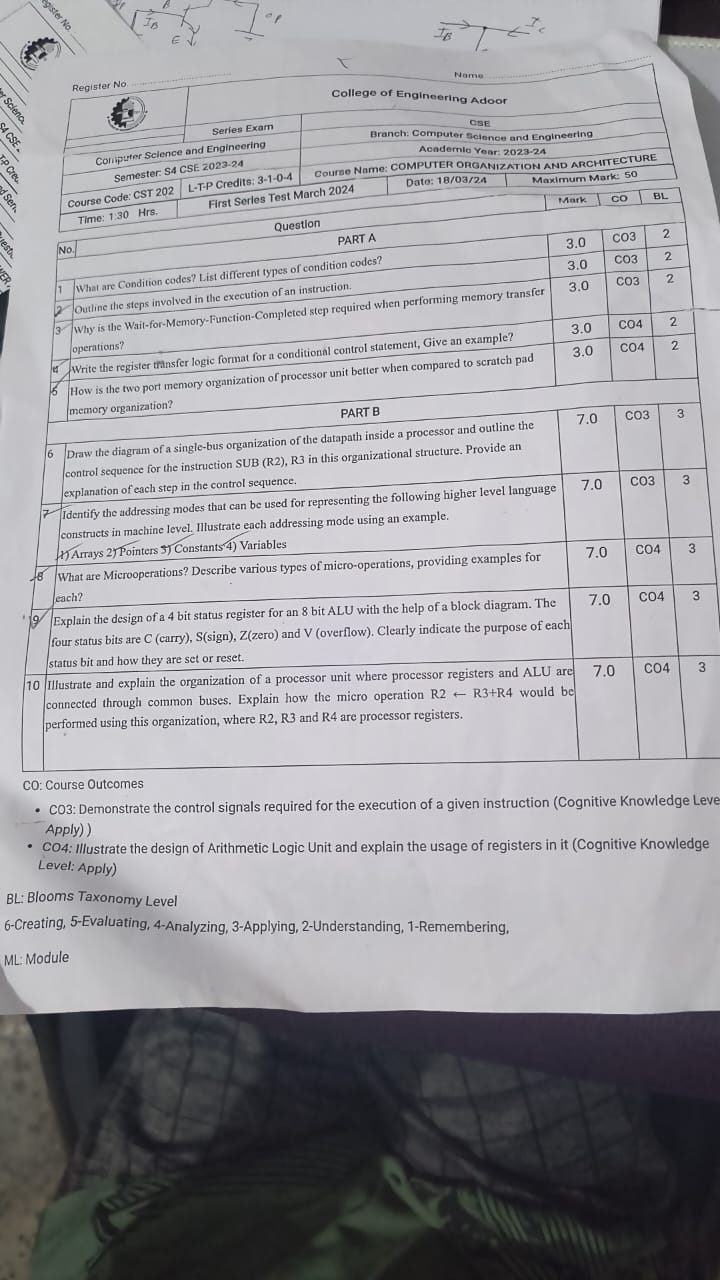 I_B
E
I_B
I_c
Register No.
Name
College of Engineering Adoor
Series Exam
CSE
Computer Science and Engineering
Branch: Computer Science and Engineering
Semester: S4 CSE 2023-24
Academic Year: 2023-24
Course Code: CST 202
L-T-P Credits: 3-1-0-4
Course Name: COMPUTER ORGANIZATION AND ARCHITECTURE
Time: 1:30 Hrs.
First Series Test March 2024
Date: 18/03/24
Maximum Mark: 50
No. Question Mark CO BL
PART A
1 What are Condition codes? List different types of condition codes? 3.0 CO3 2
2 Outline the steps involved in the execution of an instruction. 3.0 CO3 2
3 Why is the Wait-for-Memory-Function-Completed step required when performing memory transfer 3.0 CO3 2
operations?
4 Write the register transfer logic format for a conditional control statement, Give an example? 3.0 CO4 2
5 How is the two port memory organization of processor unit better when compared to scratch pad 3.0 CO4 2
memory organization?
PART B
6 Draw the diagram of a single-bus organization of the datapath inside a processor and outline the 7.0 CO3 3
control sequence for the instruction SUB (R2), R3 in this organizational structure. Provide an
explanation of each step in the control sequence.
7 Identify the addressing modes that can be used for representing the following higher level language 7.0 CO3 3
constructs in machine level. Illustrate each addressing mode using an example.
1) Arrays 2) Pointers 3) Constants 4) Variables
8 What are Microoperations? Describe various types of micro-operations, providing examples for 7.0 CO4 3
each?
9 Explain the design of a 4 bit status register for an 8 bit ALU with the help of a block diagram. The 7.0 CO4 3
four status bits are C (carry), S(sign), Z(zero) and V (overflow). Clearly indicate the purpose of each
status bit and how they are set or reset.
10 Illustrate and explain the organization of a processor unit where processor registers and ALU are 7.0 CO4 3
connected through common buses. Explain how the micro operation R2 ← R3+R4 would be
performed using this organization, where R2, R3 and R4 are processor registers.
CO: Course Outcomes
• CO3: Demonstrate the control signals required for the execution of a given instruction (Cognitive Knowledge Leve
Apply) )
• CO4: Illustrate the design of Arithmetic Logic Unit and explain the usage of registers in it (Cognitive Knowledge
Level: Apply)
BL: Blooms Taxonomy Level
6-Creating, 5-Evaluating, 4-Analyzing, 3-Applying, 2-Understanding, 1-Remembering,
ML: Module